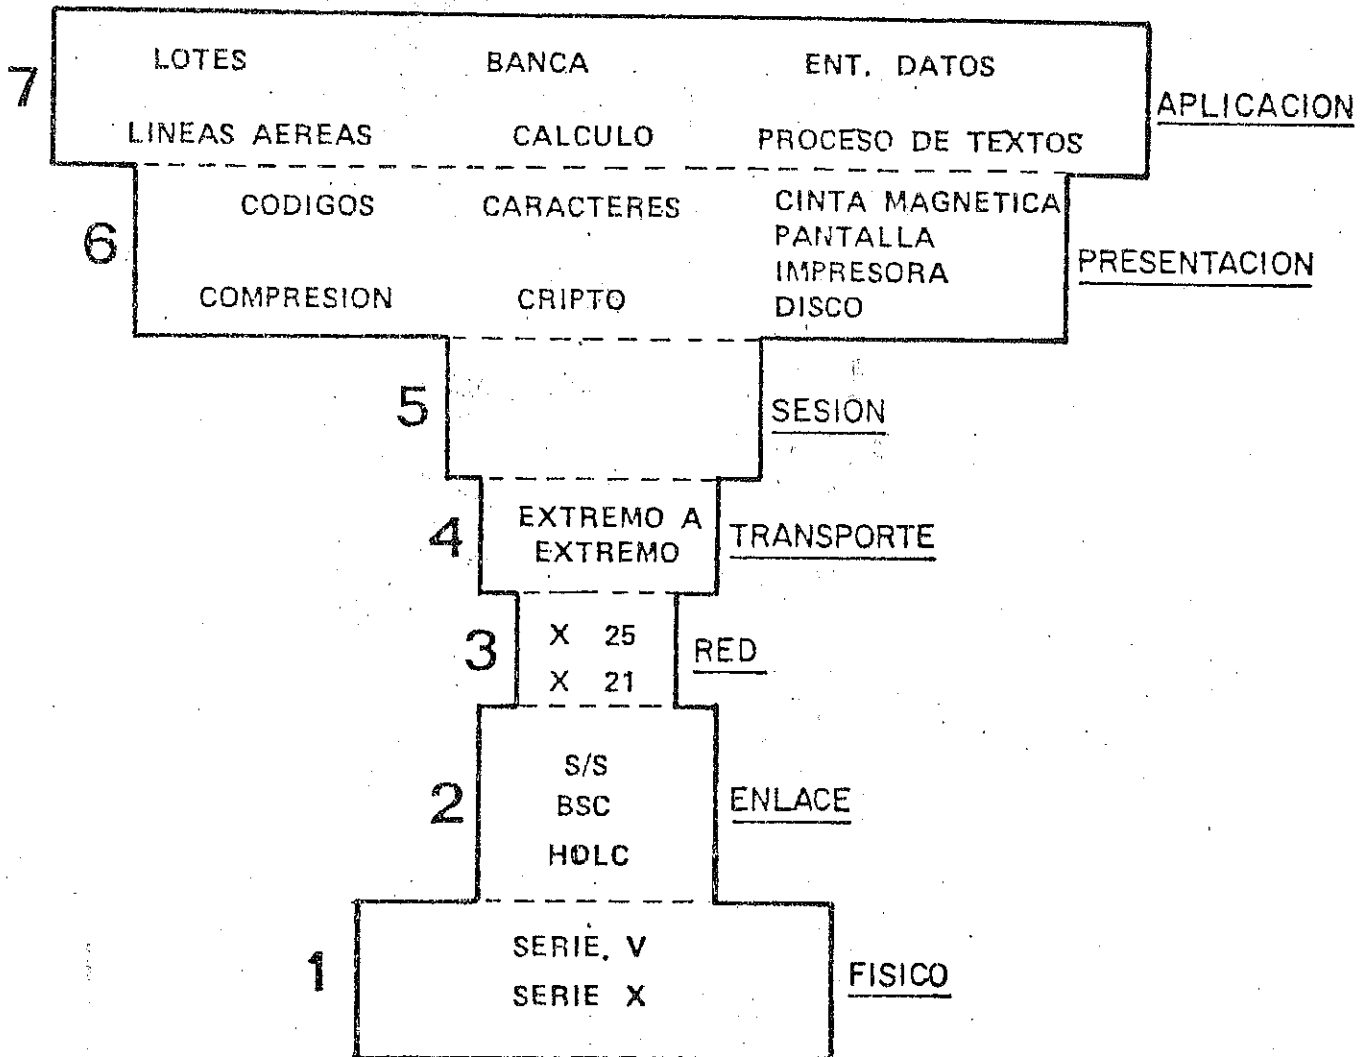 LOTES BANCA ENT. DATOS
7
APLICACION
LINEAS AEREAS CALCULO PROCESO DE TEXTOS
CODIGOS CARACTERES CINTA MAGNETICA
PANTALLA
6
PRESENTACION
IMPRESORA
COMPRESION CRIPTO DISCO
5 SESION
EXTREMO A
4 TRANSPORTE
EXTREMO
X 25
3 RED
X 21
S/S
2 BSC ENLACE
HOLC
SERIE. V
1 FISICO
SERIE X